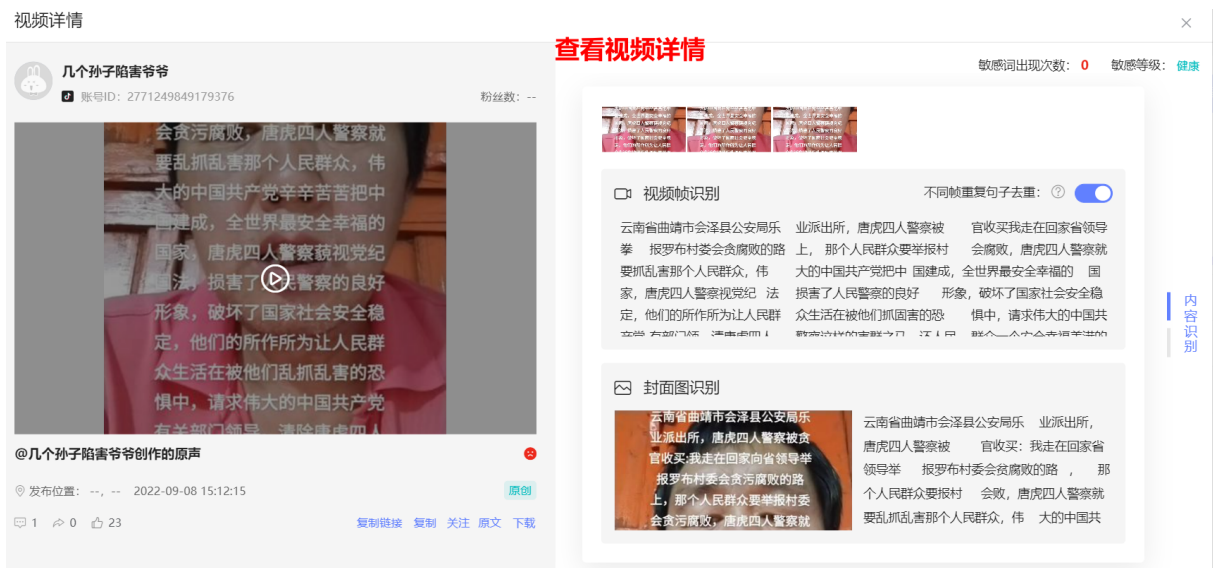 视频详情
查看视频详情
几个孙子陷害爷爷
账号ID: 2771249849179376
粉丝数: --
会贪污腐败，唐虎四人警察就
要乱抓乱害那个人民群众，伟
大的中国共产党辛辛苦苦把中
国建成，全世界最安全幸福的
国家，唐虎四人警察藐视党纪
国法，损害了人民警察的良好
形象，破坏了国家社会安全稳
定，他们的所作所为让人民群
众生活在被他们乱抓乱害的恐
惧中，请求伟大的中国共产党
有关部门领导，清除唐虎四人
@几个孙子陷害爷爷创作的原声
发布位置: --, -- 2022-09-08 15:12:15
原创
1 0 23
复制链接 复制 关注 原文 下载
敏感词出现次数: 0 敏感等级: 健康
视频帧识别
不同帧重复句子去重:
云南省曲靖市会泽县公安局乐 业派出所，唐虎四人警察被 官收买我走在回家省领导
举 报罗布村委会贪腐败的路 上， 那个人民群众要举报村 会腐败，唐虎四人警察就
要抓乱害那个人民群众，伟 大的中国共产党把中 国建成，全世界最安全幸福的 国
家，唐虎四人警察视党纪 法 损害了人民警察的良好 形象，破坏了国家社会安全稳
定，他们的所作所为让人民群 众生活在被他们抓固害的恐 惧中，请求伟大的中国共
封面图识别
云南省曲靖市会泽县公安局乐
业派出所，唐虎四人警察被贪
官收买:我走在回家向省领导举
报罗布村委会贪污腐败的路
上，那个人民群众要举报村委
会贪污腐败，唐虎四人警察就
云南省曲靖市会泽县公安局乐 业派出所，
唐虎四人警察被 官收买：我走在回家省
领导举 报罗布村委会贫腐败的路 ， 那
个人民群众要报村 会败，唐虎四人警察就
要乱抓乱害那个人民群众，伟 大的中国共
内容识别